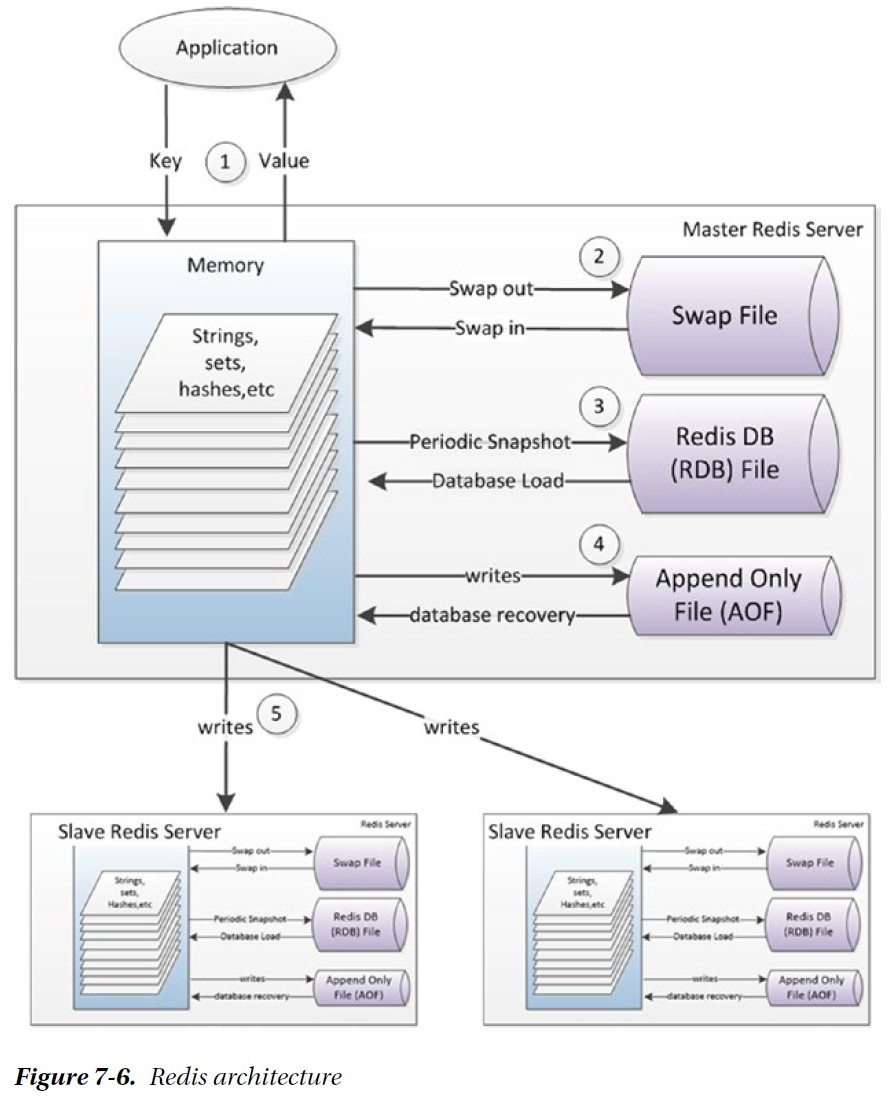 Application
Key
1
Value
Master Redis Server
Memory
2
Swap out
Swap in
Swap File
Strings,
sets,
hashes,etc
3
Periodic Snapshot
Database Load
Redis DB
(RDB) File
4
writes
database recovery
Append Only
File (AOF)
writes
5
writes
Slave Redis Server
Redis Server
Swap out
Swap in
Swap File
Strings,
sets,
Hashes,etc
Periodic Snapshot
Database Load
Redis DB
(RDB) File
writes
database recovery
Append Only
File (AOF)
Slave Redis Server
Redis Server
Swap out
Swap in
Swap File
Strings,
sets,
Hashes,etc
Periodic Snapshot
Database Load
Redis DB
(RDB) File
writes
database recovery
Append Only
File (AOF)
Figure 7-6. Redis architecture